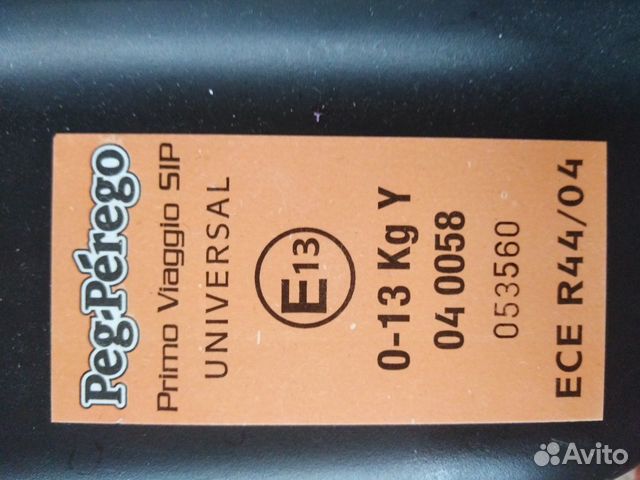 Peg-Pérego
Primo Viaggio SIP
UNIVERSAL
E13
0-13 Kg Y
04 0058
053560
ECE R44/04
Avito